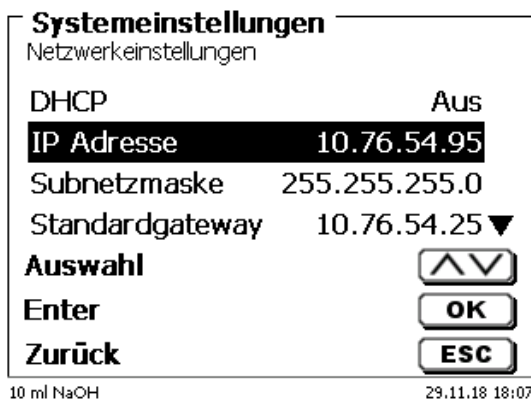 Systemeinstellungen
Netzwerkeinstellungen
DHCP Aus
IP Adresse 10.76.54.95
Subnetzmaske 255.255.255.0
Standardgateway 10.76.54.25
Auswahl
Enter OK
Zurück ESC
10 ml NaOH 29.11.18 18:07